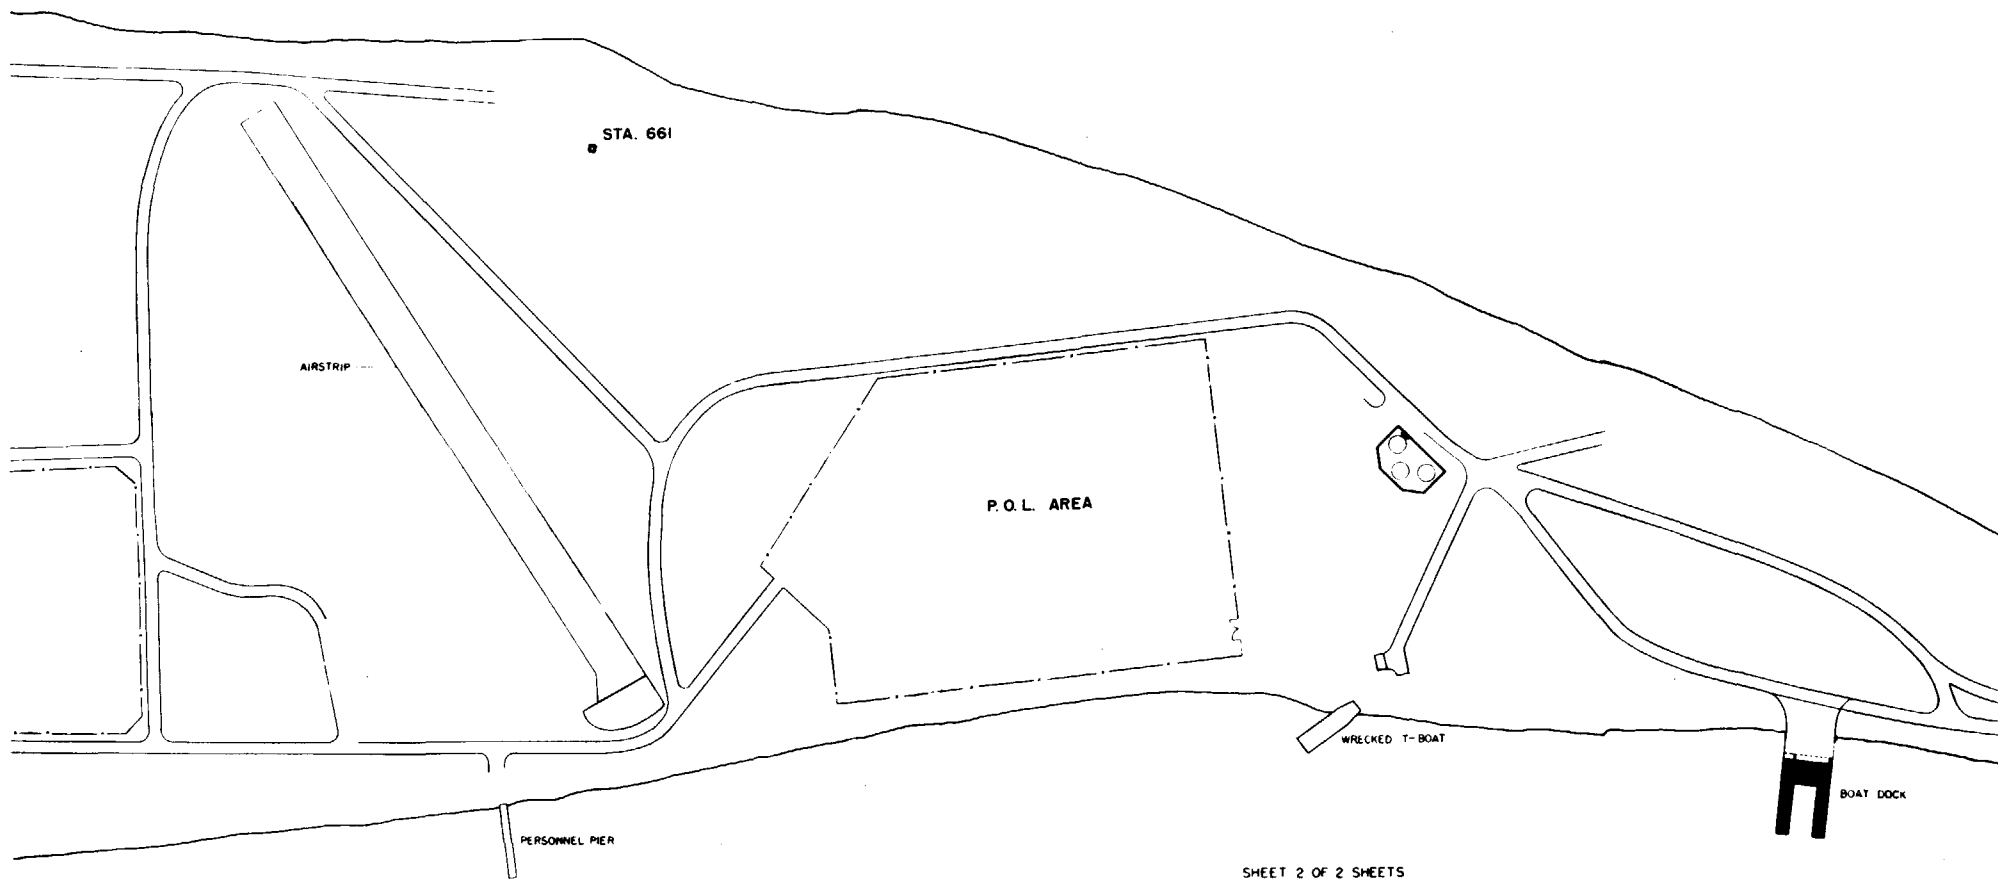 STA. 661
AIRSTRIP
P.O.L. AREA
WRECKED T-BOAT
BOAT DOCK
PERSONNEL PIER
SHEET 2 OF 2 SHEETS